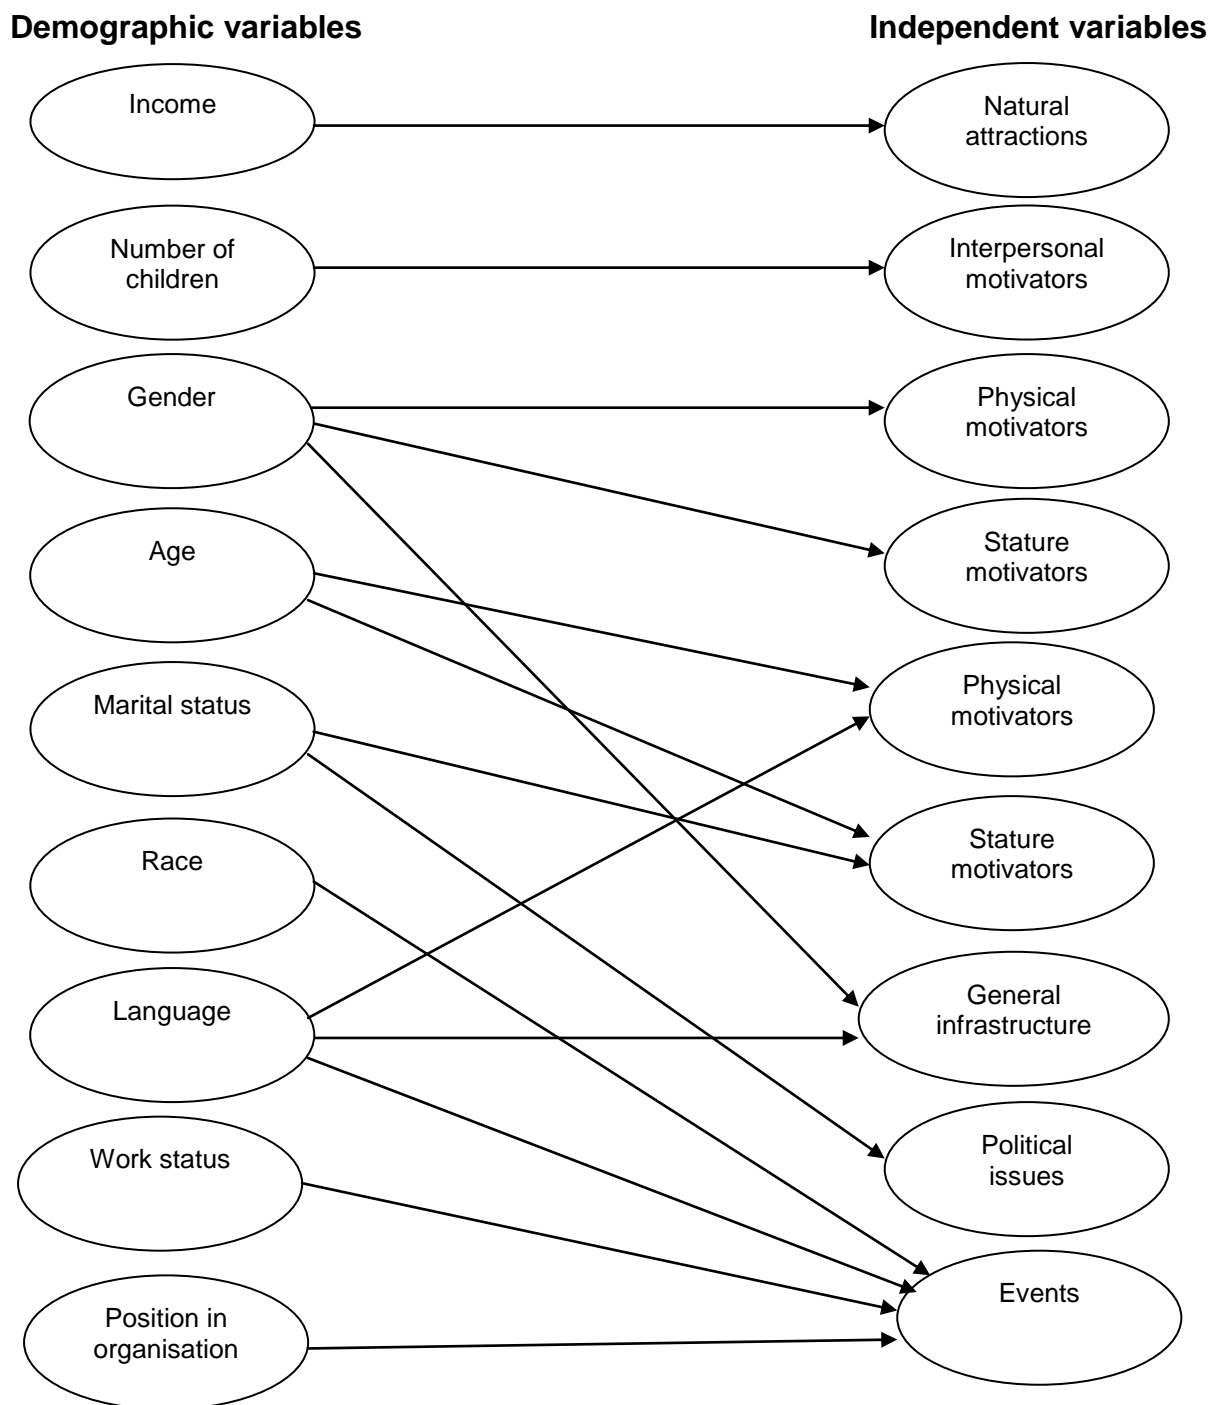 Demographic variables
Independent variables
Income
Natural
attractions
Number of
children
Interpersonal
motivators
Gender
Physical
motivators
Age
Stature
motivators
Marital status
Physical
motivators
Race
Stature
motivators
Language
General
infrastructure
Work status
Political
issues
Position in
organisation
Events